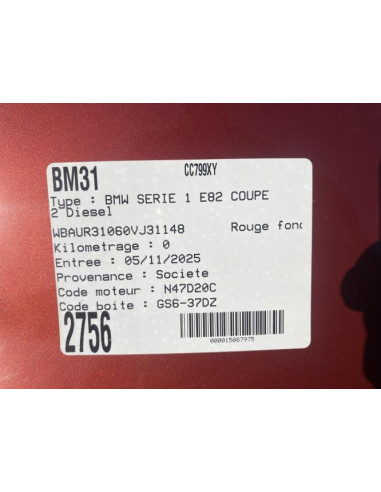 CC799XY
BM31
Type : BMW SERIE 1 E82 COUPE
2 Diesel
WBAUR31060VJ31148 Rouge fonc
Kilometrage : 0
Entree : 05/11/2025
Provenance : Societe
Code moteur : N47D20C
Code boite : GS6-37DZ
2756
000015087975